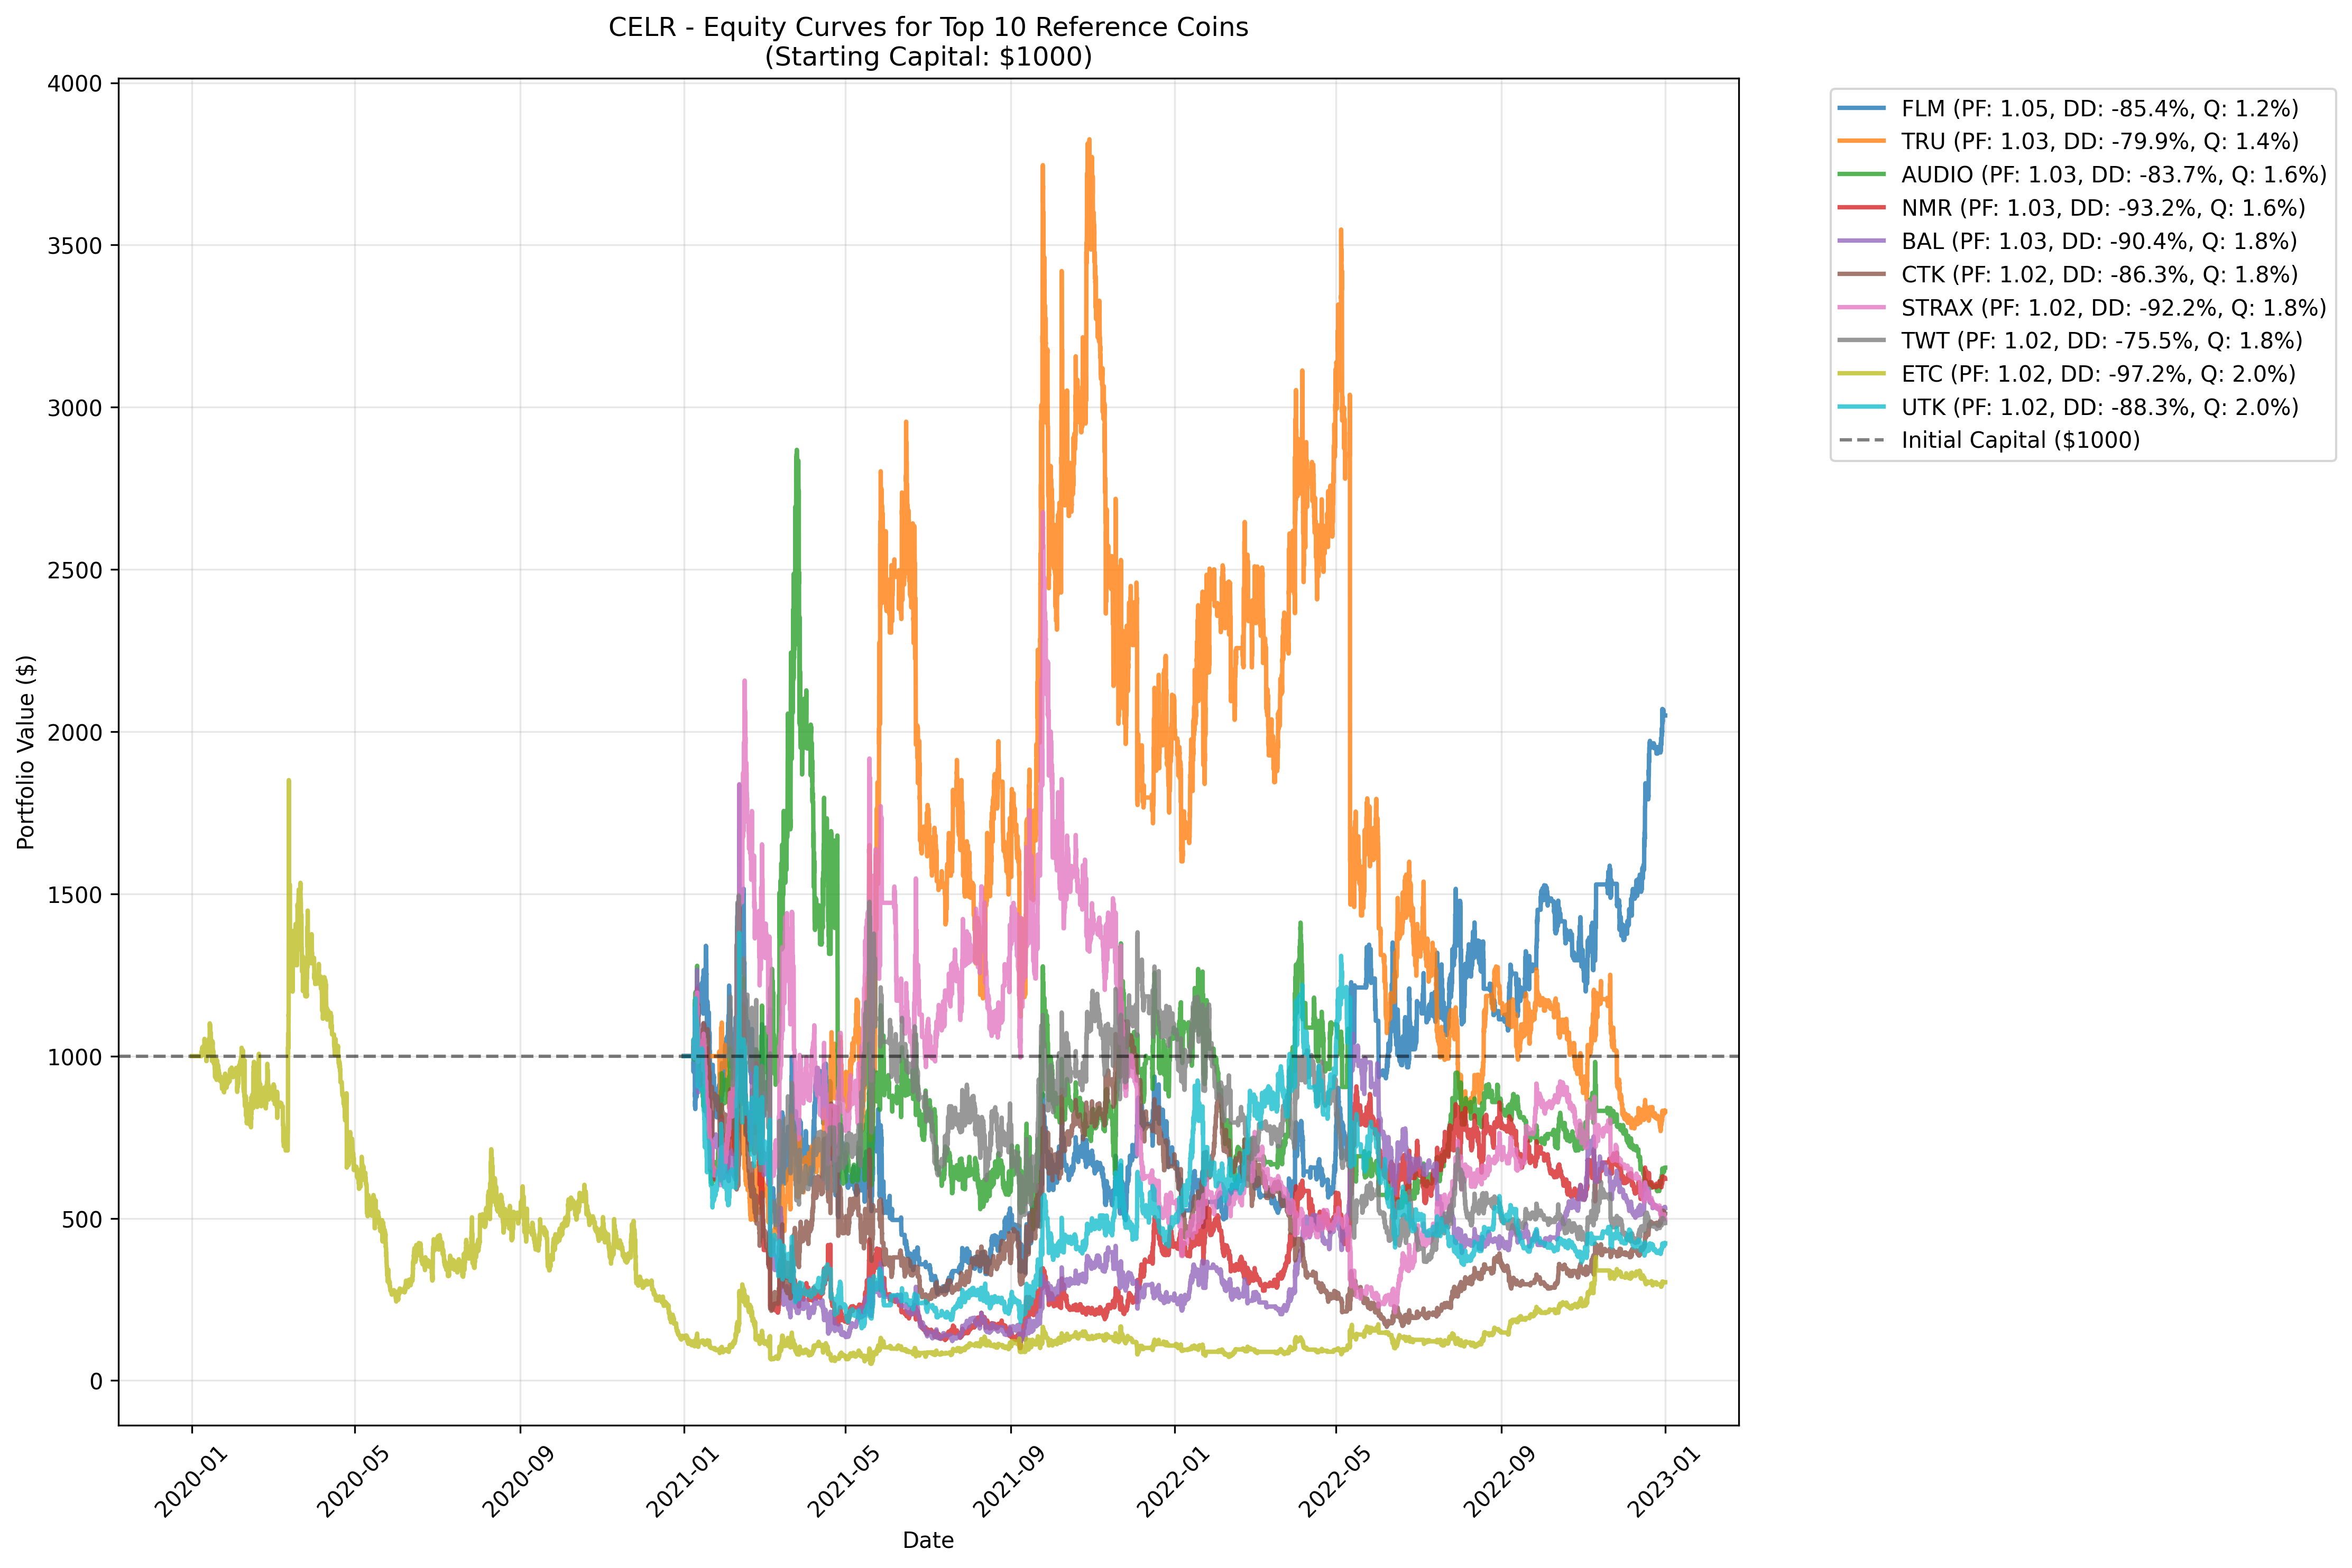 CELR - Equity Curves for Top 10 Reference Coins
(Starting Capital: $1000)
FLM (PF: 1.05, DD: -85.4%, Q: 1.2%)
TRU (PF: 1.03, DD: -79.9%, Q: 1.4%)
AUDIO (PF: 1.03, DD: -83.7%, Q: 1.6%)
NMR (PF: 1.03, DD: -93.2%, Q: 1.6%)
BAL (PF: 1.03, DD: -90.4%, Q: 1.8%)
CTK (PF: 1.02, DD: -86.3%, Q: 1.8%)
STRAX (PF: 1.02, DD: -92.2%, Q: 1.8%)
TWT (PF: 1.02, DD: -75.5%, Q: 1.8%)
ETC (PF: 1.02, DD: -97.2%, Q: 2.0%)
UTK (PF: 1.02, DD: -88.3%, Q: 2.0%)
Initial Capital ($1000)
Portfolio Value ($)
4000
3500
3000
2500
2000
1500
1000
500
0
2020-01
2020-05
2020-09
2021-01
2021-05
2021-09
2022-01
2022-05
2022-09
2023-01
Date